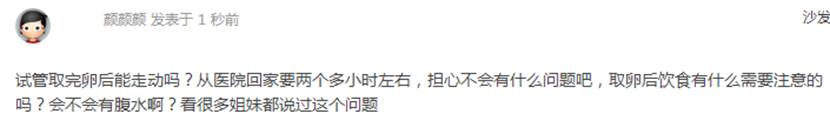 颜颜颜 发表于 1 秒前 沙发
试管取完卵后能走动吗？从医院回家要两个多小时左右，担心不会有什么问题吧，取卵后饮食有什么需要注意的
吗？会不会有腹水啊？看很多姐妹都说过这个问题